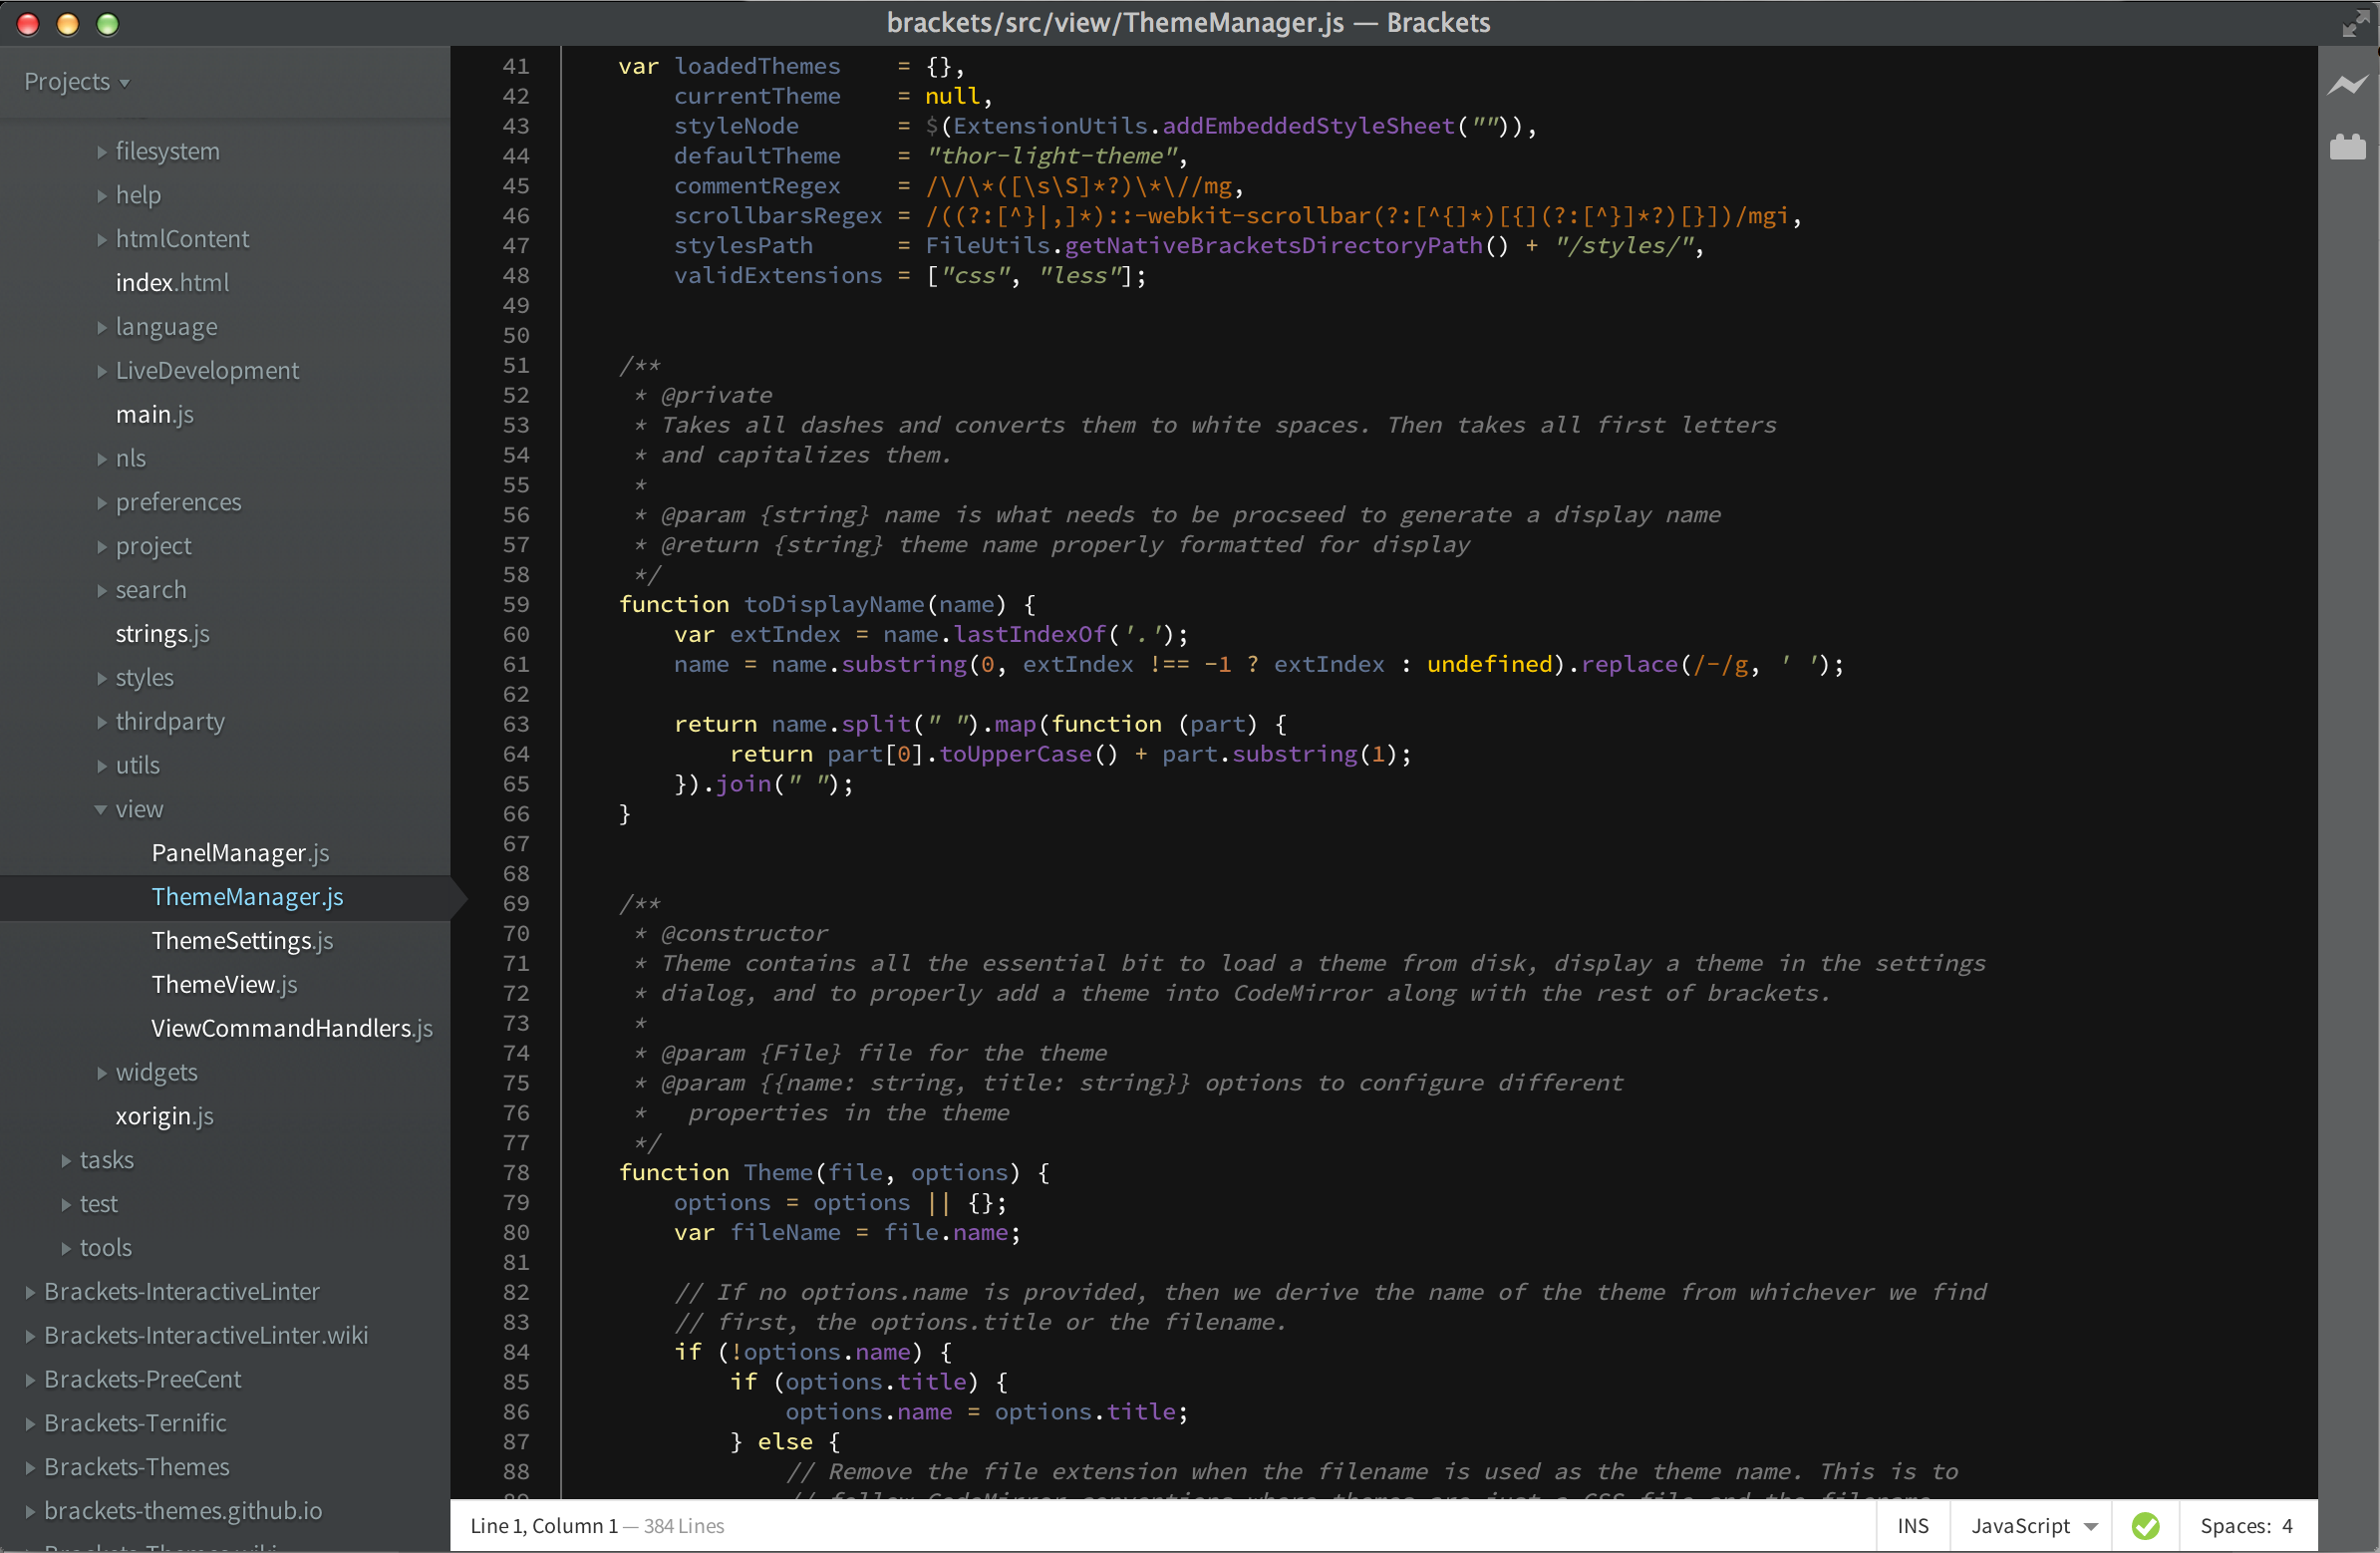 brackets/src/view/ThemeManager.js — Brackets
Projects
filesystem
help
htmlContent
index.html
language
LiveDevelopment
main.js
nls
preferences
project
search
strings.js
styles
thirdparty
utils
view
PanelManager.js
ThemeManager.js
ThemeSettings.js
ThemeView.js
ViewCommandHandlers.js
widgets
xorigin.js
tasks
test
tools
Brackets-InteractiveLinter
Brackets-InteractiveLinter.wiki
Brackets-PreeCent
Brackets-Ternific
Brackets-Themes
brackets-themes.github.io
Brackets-Themes.wiki
41 var loadedThemes    = {},
42     currentTheme    = null,
43     styleNode       = $(ExtensionUtils.addEmbeddedStyleSheet("")),
44     defaultTheme    = "thor-light-theme",
45     commentRegex    = /\/\*([\s\S]*?)\*\//mg,
46     scrollbarsRegex = /((?:[^}|,]*)::-webkit-scrollbar(?:[^{]*)[{](?:[^}]*?)[}])/mgi,
47     stylesPath      = FileUtils.getNativeBracketsDirectoryPath() + "/styles/",
48     validExtensions = ["css", "less"];
49
50
51 /**
52  * @private
53  * Takes all dashes and converts them to white spaces. Then takes all first letters
54  * and capitalizes them.
55  *
56  * @param {string} name is what needs to be procseed to generate a display name
57  * @return {string} theme name properly formatted for display
58  */
59 function toDisplayName(name) {
60     var extIndex = name.lastIndexOf('.');
61     name = name.substring(0, extIndex !== -1 ? extIndex : undefined).replace(/-/g, ' ');
62
63     return name.split(" ").map(function (part) {
64         return part[0].toUpperCase() + part.substring(1);
65     }).join(" ");
66 }
67
68
69 /**
70  * @constructor
71  * Theme contains all the essential bit to load a theme from disk, display a theme in the settings
72  * dialog, and to properly add a theme into CodeMirror along with the rest of brackets.
73  *
74  * @param {File} file for the theme
75  * @param {{name: string, title: string}} options to configure different
76  *   properties in the theme
77  */
78 function Theme(file, options) {
79     options = options || {};
80     var fileName = file.name;
81
82     // If no options.name is provided, then we derive the name of the theme from whichever we find
83     // first, the options.title or the filename.
84     if (!options.name) {
85         if (options.title) {
86             options.name = options.title;
87         } else {
88             // Remove the file extension when the filename is used as the theme name. This is to
89             // follow CodeMirror conventions where themes are just a CSS file and the filename
Line 1, Column 1 — 384 Lines
INS
JavaScript
Spaces: 4